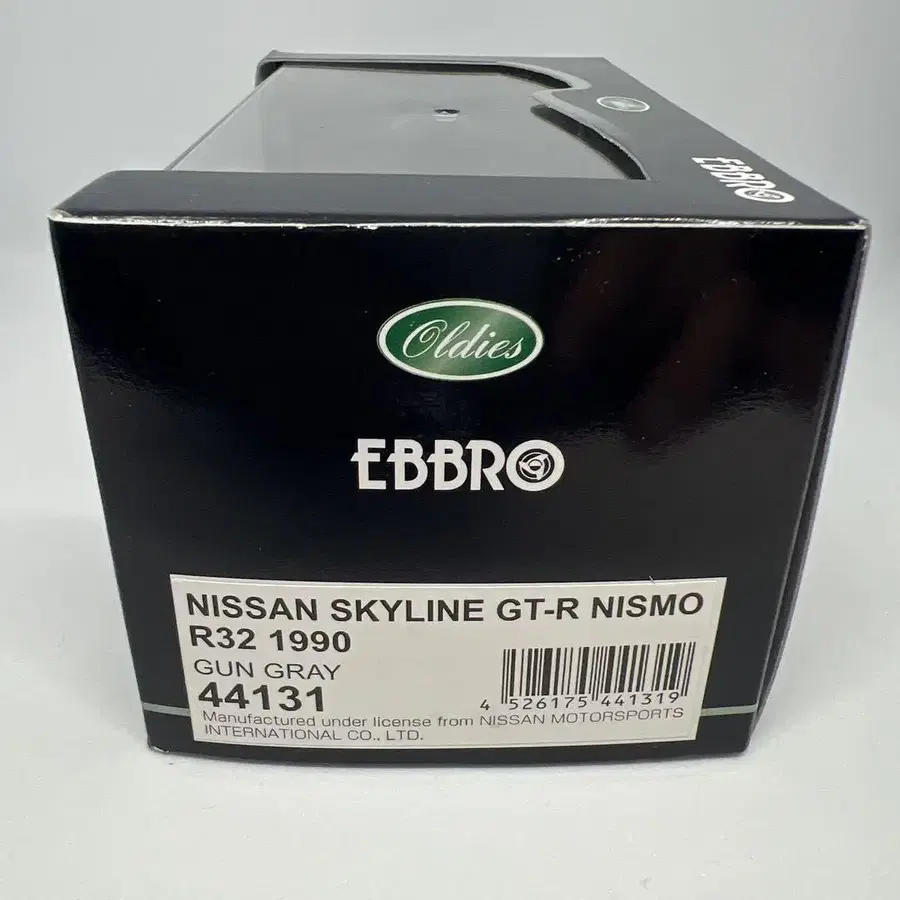 EBBRO
Oldies
EBBRO
NISSAN SKYLINE GT-R NISMO
R32 1990
GUN GRAY
44131
4 526175 441319
Manufactured under license from NISSAN MOTORSPORTS
INTERNATIONAL CO., LTD.